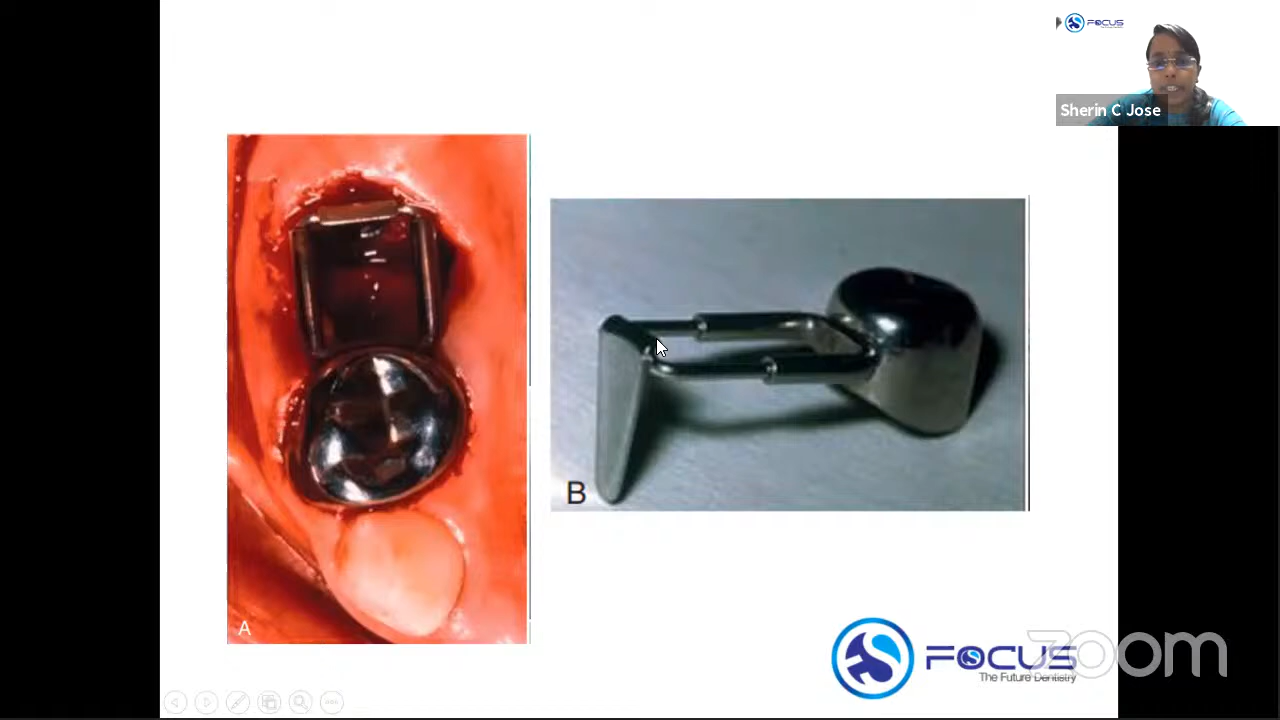 FOCUS
Sherin C Jose
A
B
FOCUS
The Future Dentistry
zoom